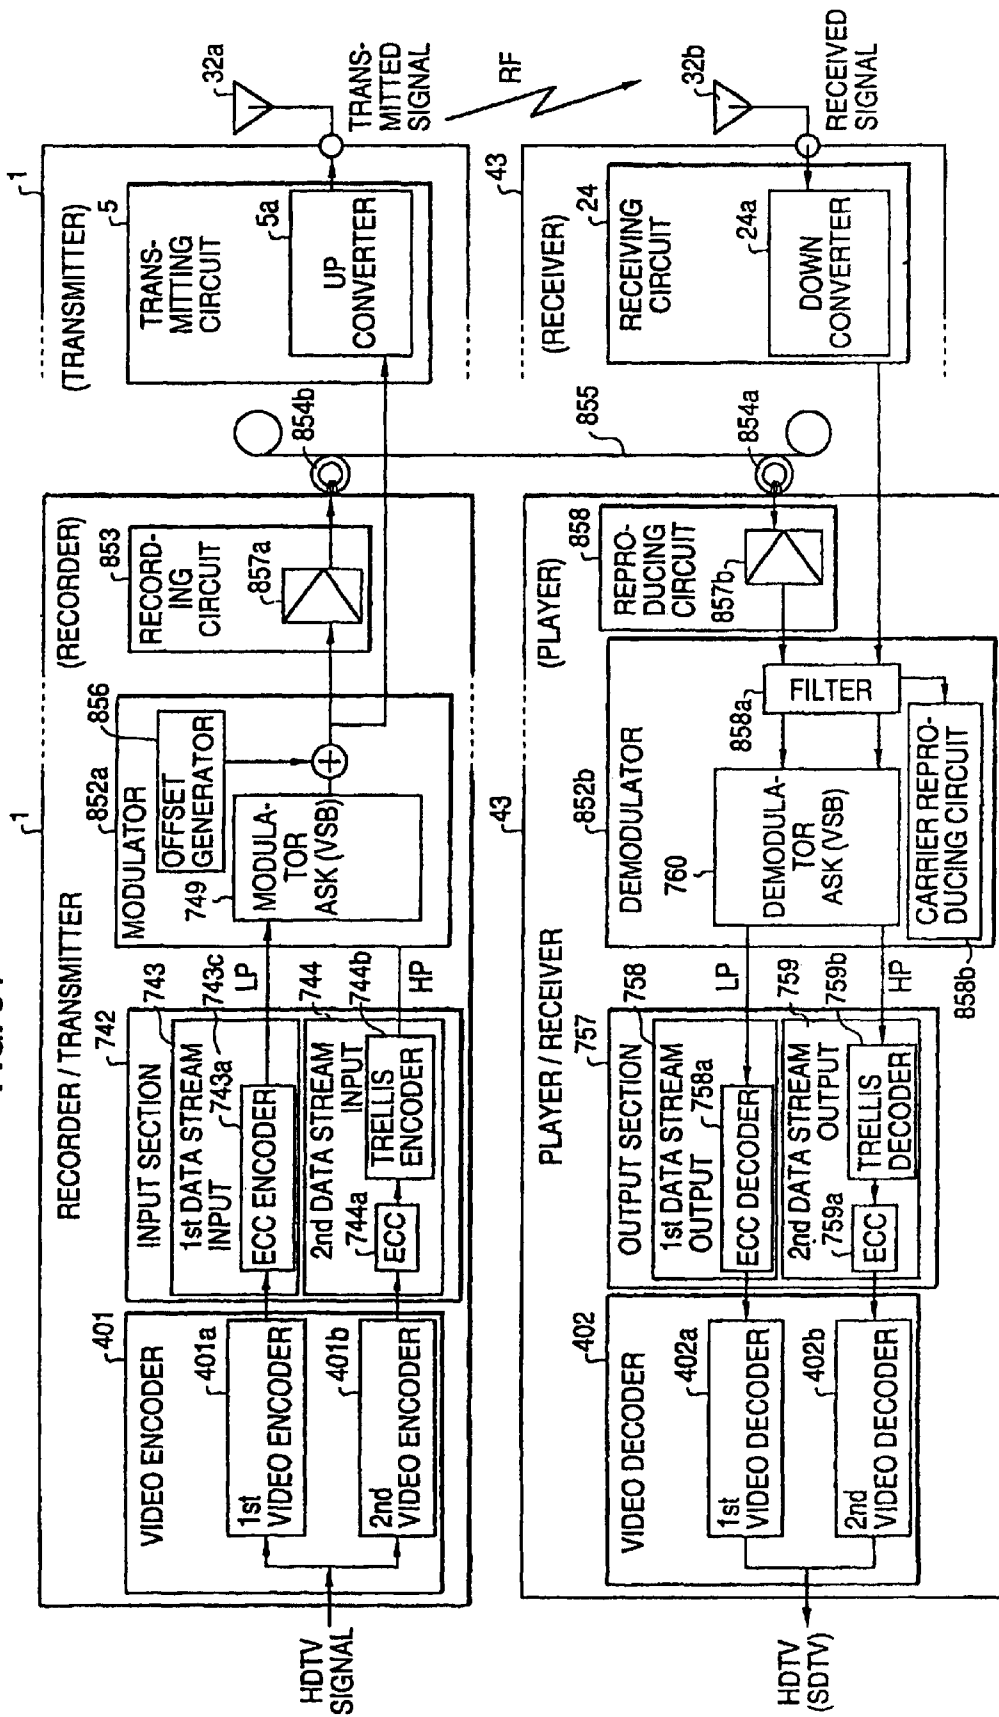 RECORDER / TRANSMITTER
1
(RECORDER)
(TRANSMITTER)
1
HDTV
SIGNAL
VIDEO ENCODER
401
1st
VIDEO ENCODER
401a
2nd
VIDEO ENCODER
401b
INPUT SECTION
742
1st DATA STREAM
INPUT
743
743c
743a
ECC ENCODER
LP
2nd DATA STREAM
INPUT
744
744a
ECC
744b
TRELLIS
ENCODER
HP
MODULATOR
852a
856
OFFSET
GENERATOR
749
MODULA-
TOR
ASK (VSB)
+
853
RECORD-
ING
CIRCUIT
857a
854b
855
5
TRANS-
MITTING
CIRCUIT
5a
UP
CONVERTER
32a
TRANS-
MITTED
SIGNAL
RF
PLAYER / RECEIVER
43
(PLAYER)
(RECEIVER)
43
HDTV
(SDTV)
VIDEO DECODER
402
1st
VIDEO DECODER
402a
2nd
VIDEO DECODER
402b
OUTPUT SECTION
757
1st DATA STREAM
OUTPUT
758
758a
ECC DECODER
LP
2nd DATA STREAM
OUTPUT
759
759a
ECC
759b
TRELLIS
DECODER
HP
DEMODULATOR
852b
760
DEMODULA-
TOR
ASK (VSB)
858a
FILTER
CARRIER REPRO-
DUCING CIRCUIT
858b
858
REPRO-
DUCING
CIRCUIT
857b
854a
24
RECEIVING
CIRCUIT
24a
DOWN
CONVERTER
32b
RECEIVED
SIGNAL